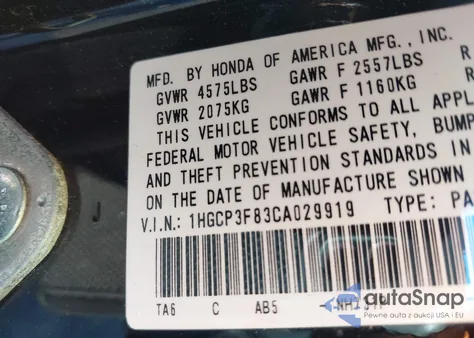 MFD. BY HONDA OF AMERICA MFG., INC.
GVWR 4575LBS GAWR F 2557LBS R
GVWR 2075KG GAWR F 1160KG R
THIS VEHICLE CONFORMS TO ALL APPL
FEDERAL MOTOR VEHICLE SAFETY, BUMP
AND THEFT PREVENTION STANDARDS IN
ON THE DATE OF MANUFACTURE SHOWN
V.I.N.: 1HGCP3F83CA029919 TYPE: PA
TA6 C AB5
J
autoSnap
Pewne auta z aukcji USA i EU